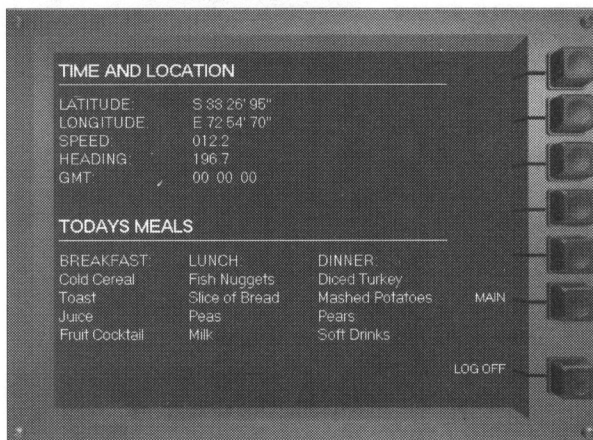 TIME AND LOCATION
LATITUDE: S 33 26' 95"
LONGITUDE: E 72 54' 70"
SPEED: 012.2
HEADING: 196.7
GMT: 00 00 00
TODAYS MEALS
BREAKFAST: LUNCH: DINNER:
Cold Cereal Fish Nuggets Diced Turkey
Toast Slice of Bread Mashed Potatoes
Juice Peas Pears
Fruit Cocktail Milk Soft Drinks
MAIN
LOG OFF